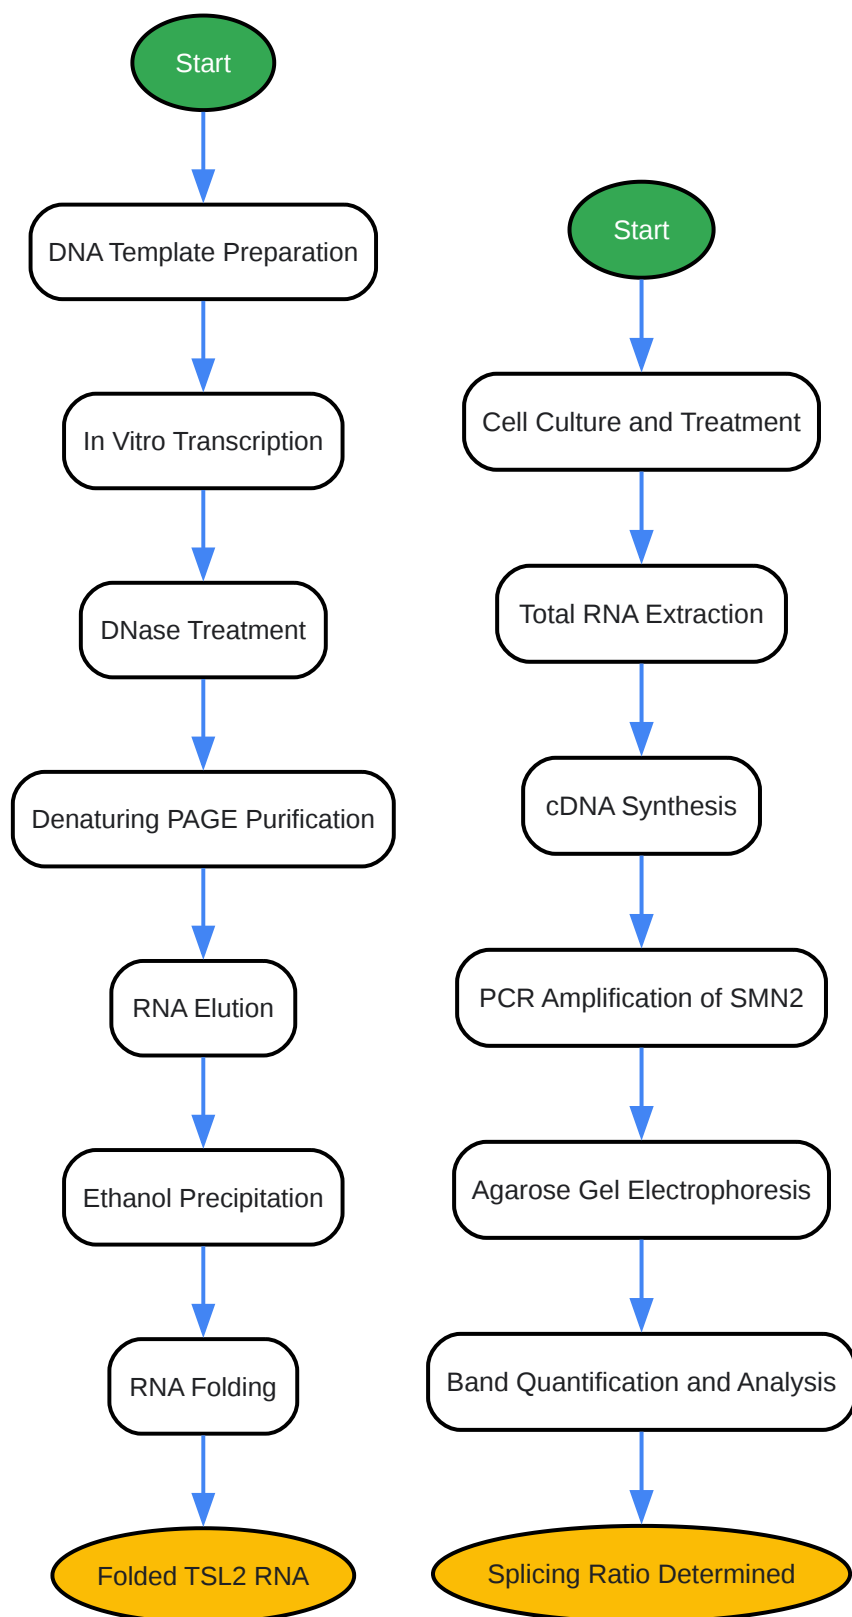 Start
DNA Template Preparation
In Vitro Transcription
DNase Treatment
Denaturing PAGE Purification
RNA Elution
Ethanol Precipitation
RNA Folding
Folded TSL2 RNA
Start
Cell Culture and Treatment
Total RNA Extraction
cDNA Synthesis
PCR Amplification of SMN2
Agarose Gel Electrophoresis
Band Quantification and Analysis
Splicing Ratio Determined